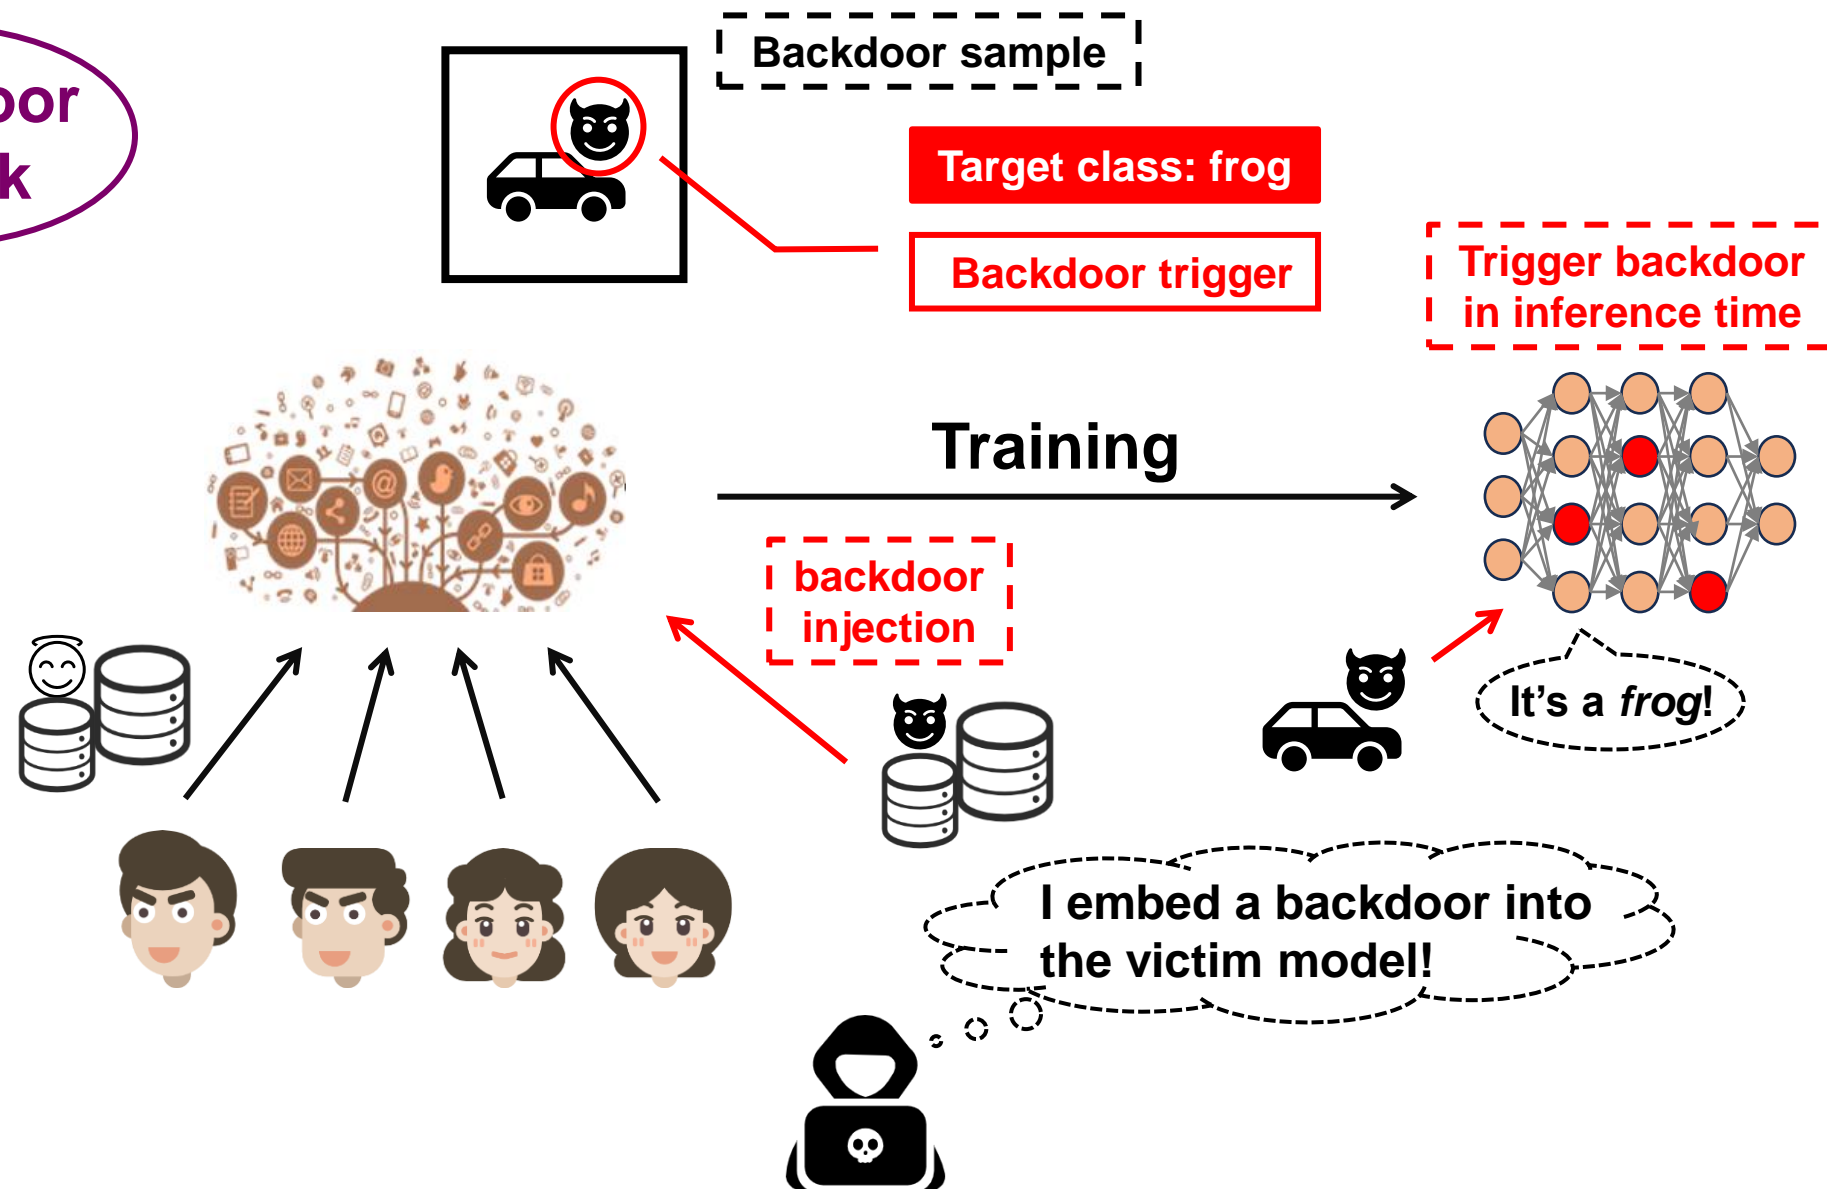 Backdoor sample
Target class: frog
Backdoor trigger
Trigger backdoor
in inference time
Training
backdoor
injection
It's a frog!
I embed a backdoor into
the victim model!
@